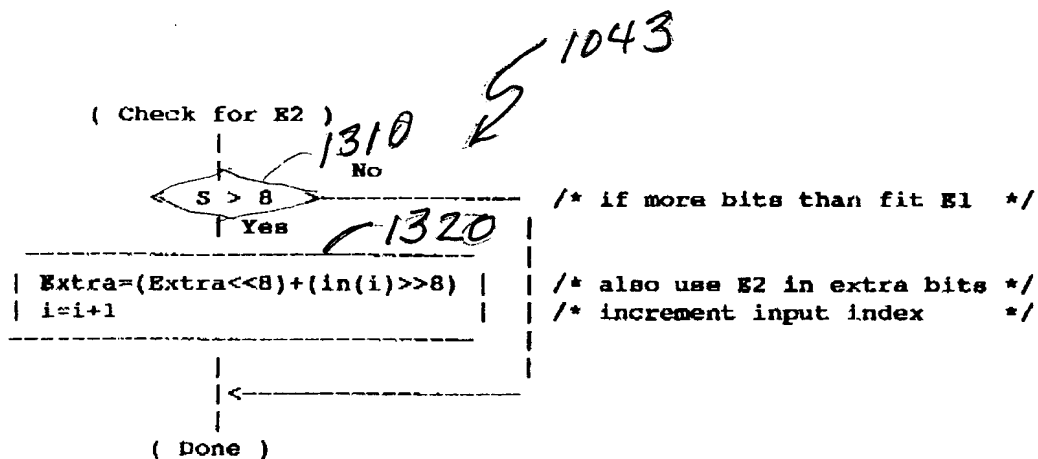 1043
( Check for E2 )
1310
No
< S > 8 > /* if more bits than fit E1 */
Yes
1320
| Extra=(Extra<<8)+(in(i)>>8) | | /* also use E2 in extra bits */
| i=i+1 | | /* increment input index */
( Done )